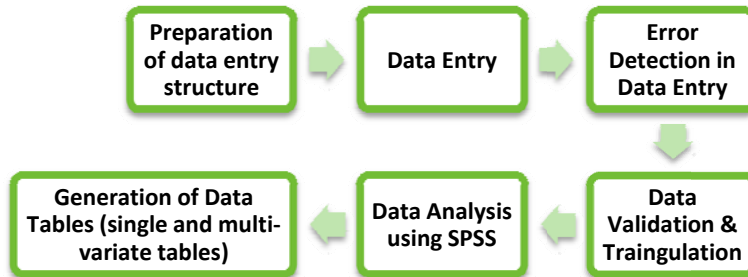 Preparation
of data entry
structure
Data Entry
Error
Detection in
Data Entry
Data
Validation &
Traingulation
Data Analysis
using SPSS
Generation of Data
Tables (single and multi-
variate tables)